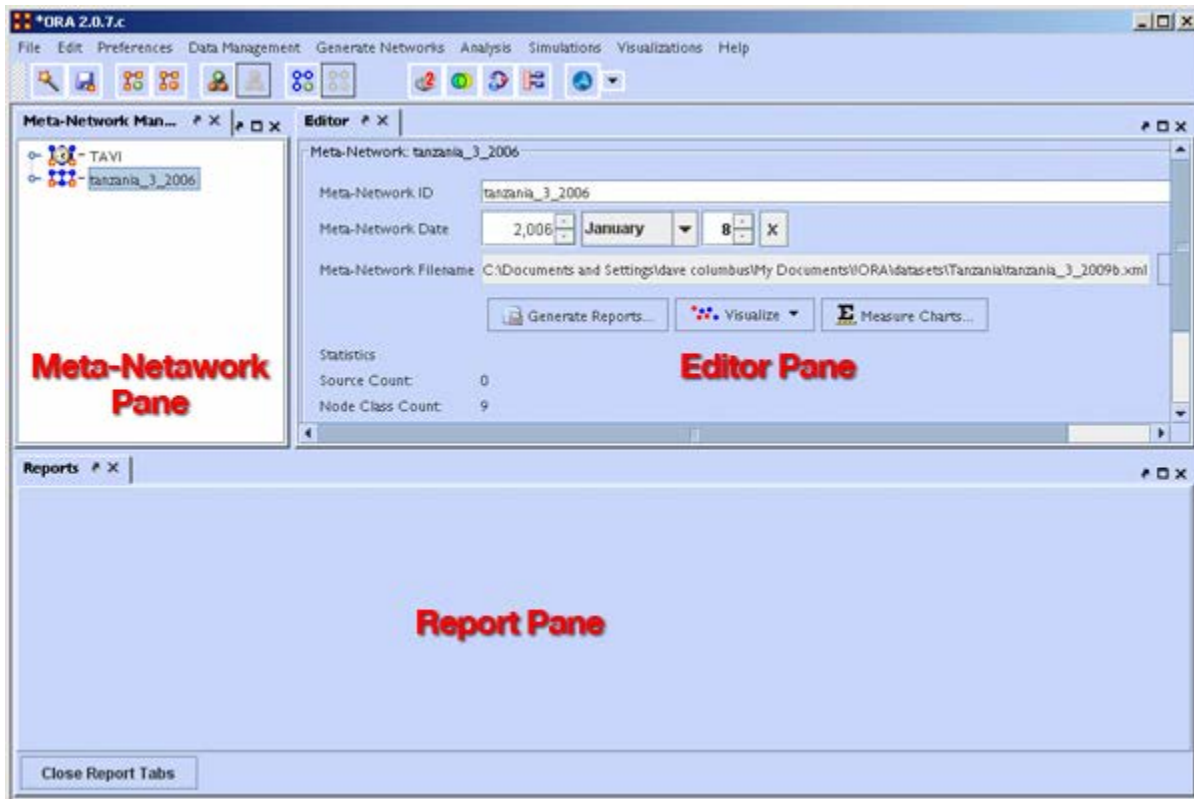 *ORA 2.0.7.c
File Edit Preferences Data Management Generate Networks Analysis Simulations Visualizations Help
Meta-Network Man...
Editor
TAVI
tanzania_3_2006
Meta-Network: tanzania_3_2006
Meta-Network ID tanzania_3_2006
Meta-Network Date 2,006 January 8 X
Meta-Network Filename C:\Documents and Settings\dave columbus\My Documents\!ORA\datasets\Tanzania\tanzania_3_2009b.xml
Generate Reports... Visualize Measure Charts...
Statistics
Source Count: 0
Node Class Count: 9
Meta-Netawork
Pane
Editor Pane
Reports
Report Pane
Close Report Tabs